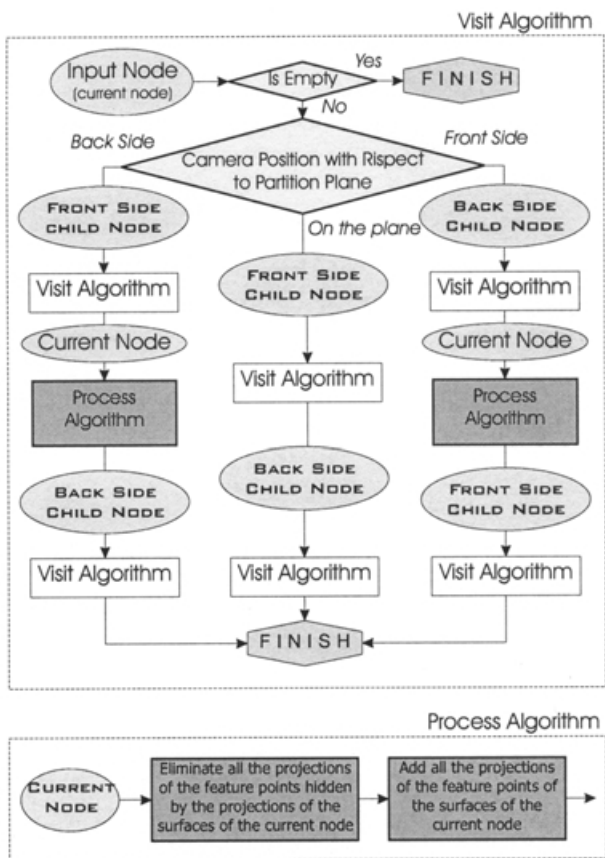 Visit Algorithm
Input Node
(current node)
Is Empty
Yes
FINISH
No
Back Side
Front Side
Camera Position with Rispect
to Partition Plane
On the plane
FRONT SIDE
CHILD NODE
Visit Algorithm
Current Node
Process
Algorithm
BACK SIDE
CHILD NODE
Visit Algorithm
FRONT SIDE
CHILD NODE
Visit Algorithm
BACK SIDE
CHILD NODE
Visit Algorithm
BACK SIDE
CHILD NODE
Visit Algorithm
Current Node
Process
Algorithm
FRONT SIDE
CHILD NODE
Visit Algorithm
FINISH
Process Algorithm
CURRENT
NODE
Eliminate all the projections
of the feature points hidden
by the projections of the
surfaces of the current node
Add all the projections
of the feature points of
the surfaces of the
current node